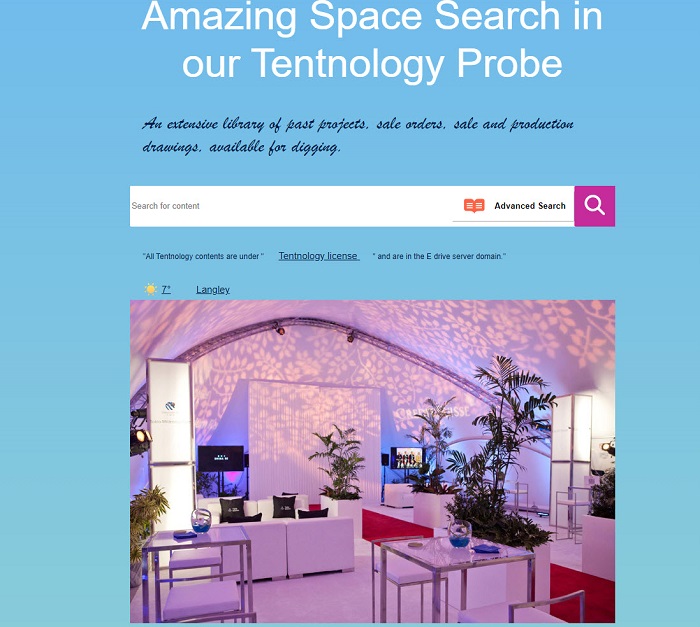 Amazing Space Search in
our Tentnology Probe
An extensive library of past projects, sale orders, sale and production
drawings, available for digging.
Search for content
Advanced Search
"All Tentnology contents are under " Tentnology license " and are in the E drive server domain."
7° Langley